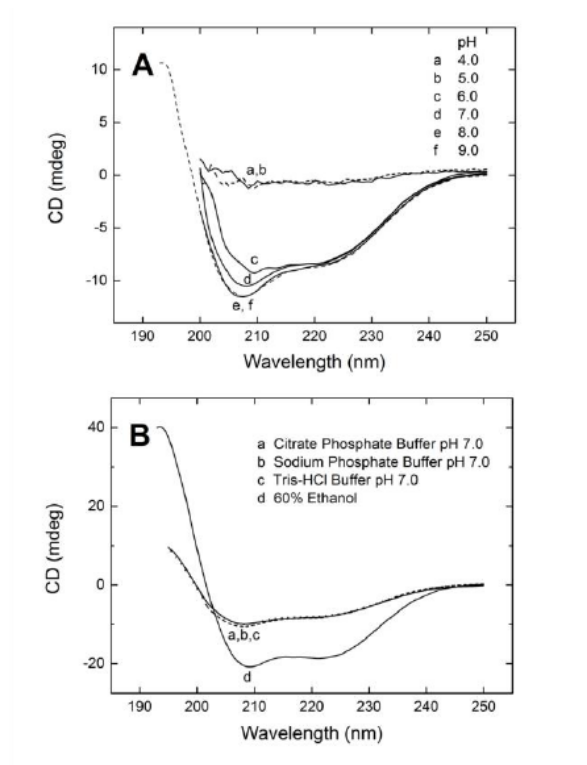 A
pH
a 4.0
b 5.0
c 6.0
d 7.0
e 8.0
f 9.0
10
5
0
-5
-10
a,b
c
d
e, f
CD (mdeg)
190 200 210 220 230 240 250
Wavelength (nm)
B
a Citrate Phosphate Buffer pH 7.0
b Sodium Phosphate Buffer pH 7.0
c Tris-HCl Buffer pH 7.0
d 60% Ethanol
40
20
0
-20
a,b,c
d
CD (mdeg)
190 200 210 220 230 240 250
Wavelength (nm)